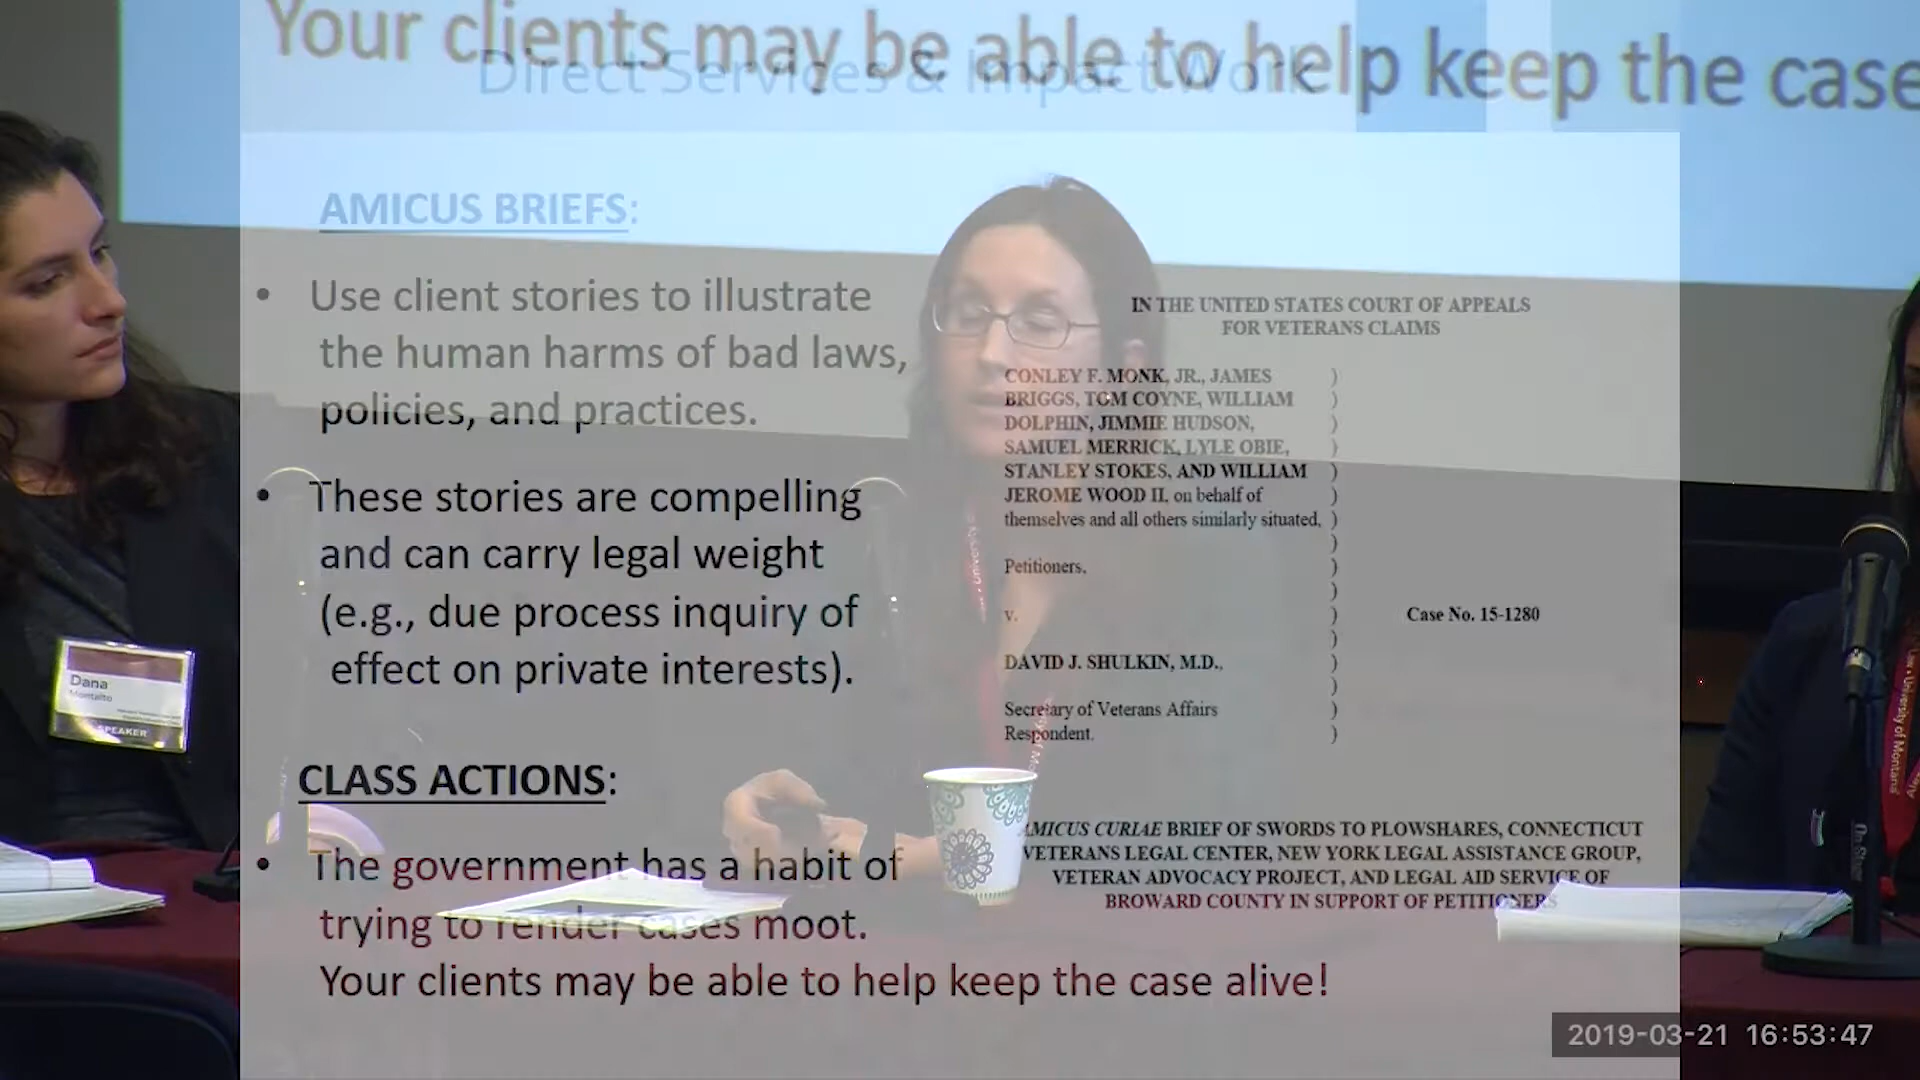 Your clients may be able to help keep the case
Direct Services & Impact Work
AMICUS BRIEFS:
• Use client stories to illustrate
the human harms of bad laws,
policies, and practices.
• These stories are compelling
and can carry legal weight
(e.g., due process inquiry of
effect on private interests).
CLASS ACTIONS:
• The government has a habit of
trying to render cases moot.
Your clients may be able to help keep the case alive!
IN THE UNITED STATES COURT OF APPEALS
FOR VETERANS CLAIMS
CONLEY F. MONK, JR., JAMES )
BRIGGS, TOM COYNE, WILLIAM )
DOLPHIN, JIMMIE HUDSON, )
SAMUEL MERRICK, LYLE OBIE, )
STANLEY STOKES, AND WILLIAM )
JEROME WOOD II, on behalf of )
themselves and all others similarly situated, )
)
Petitioners, )
)
v. ) Case No. 15-1280
)
DAVID J. SHULKIN, M.D., )
)
Secretary of Veterans Affairs )
Respondent. )
AMICUS CURIAE BRIEF OF SWORDS TO PLOWSHARES, CONNECTICUT
VETERANS LEGAL CENTER, NEW YORK LEGAL ASSISTANCE GROUP,
VETERAN ADVOCACY PROJECT, AND LEGAL AID SERVICE OF
BROWARD COUNTY IN SUPPORT OF PETITIONERS
Dana
Montalto
SPEAKER
University of Montana
On Stage
2019-03-21 16:53:47